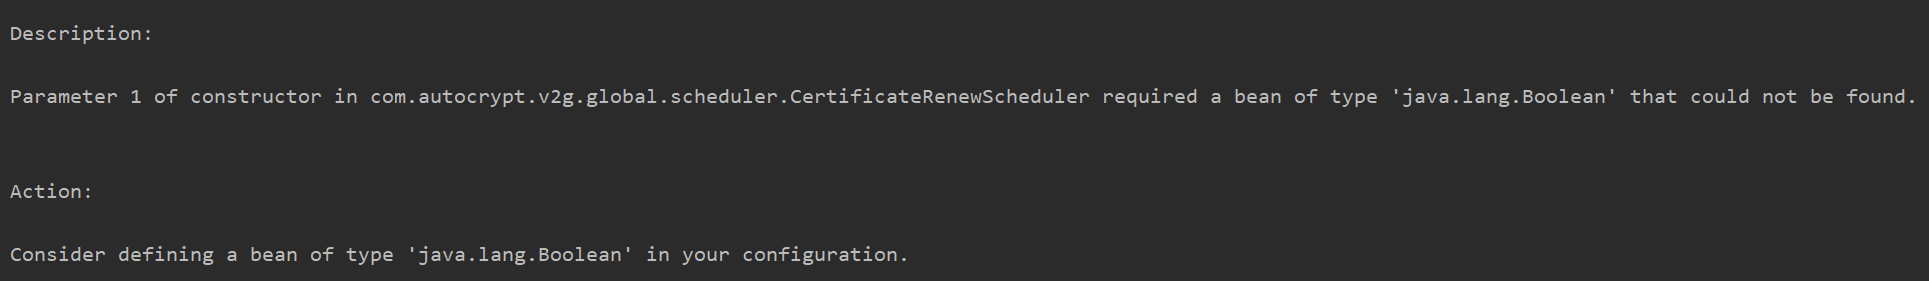 Description:
Parameter 1 of constructor in com.autocrypt.v2g.global.scheduler.CertificateRenewScheduler required a bean of type 'java.lang.Boolean' that could not be found.
Action:
Consider defining a bean of type 'java.lang.Boolean' in your configuration.